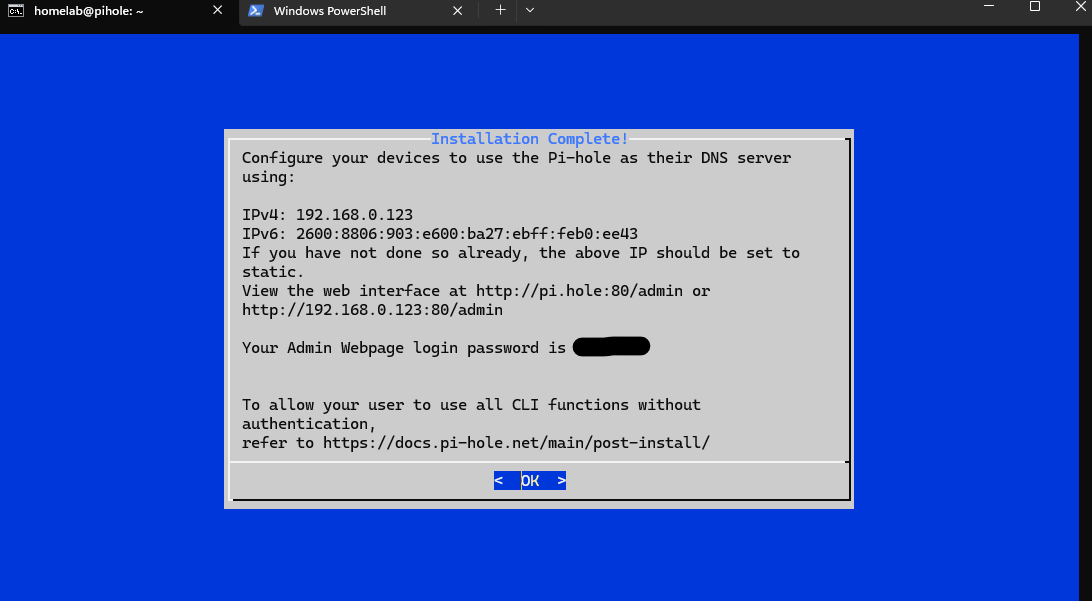 homelab@pihole: ~
Windows PowerShell
Installation Complete!
Configure your devices to use the Pi-hole as their DNS server
using:
IPv4: 192.168.0.123
IPv6: 2600:8806:903:e600:ba27:ebff:feb0:ee43
If you have not done so already, the above IP should be set to
static.
View the web interface at http://pi.hole:80/admin or
http://192.168.0.123:80/admin
Your Admin Webpage login password is
To allow your user to use all CLI functions without
authentication,
refer to https://docs.pi-hole.net/main/post-install/
< OK >